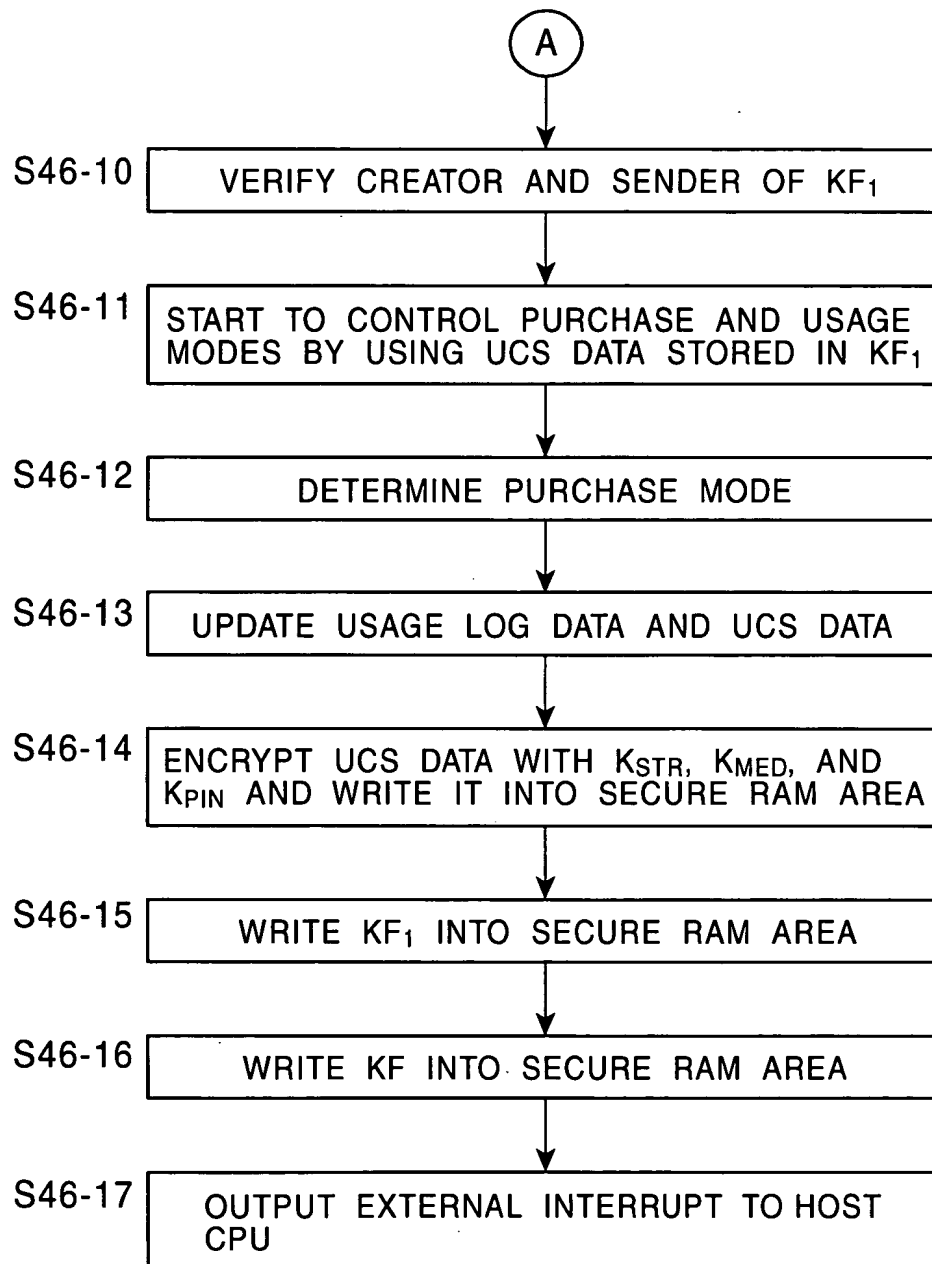 A
S46-10
VERIFY CREATOR AND SENDER OF KF₁
S46-11
START TO CONTROL PURCHASE AND USAGE
MODES BY USING UCS DATA STORED IN KF₁
S46-12
DETERMINE PURCHASE MODE
S46-13
UPDATE USAGE LOG DATA AND UCS DATA
S46-14
ENCRYPT UCS DATA WITH KSTR, KMED, AND
KPIN AND WRITE IT INTO SECURE RAM AREA
S46-15
WRITE KF₁ INTO SECURE RAM AREA
S46-16
WRITE KF INTO SECURE RAM AREA
S46-17
OUTPUT EXTERNAL INTERRUPT TO HOST
CPU